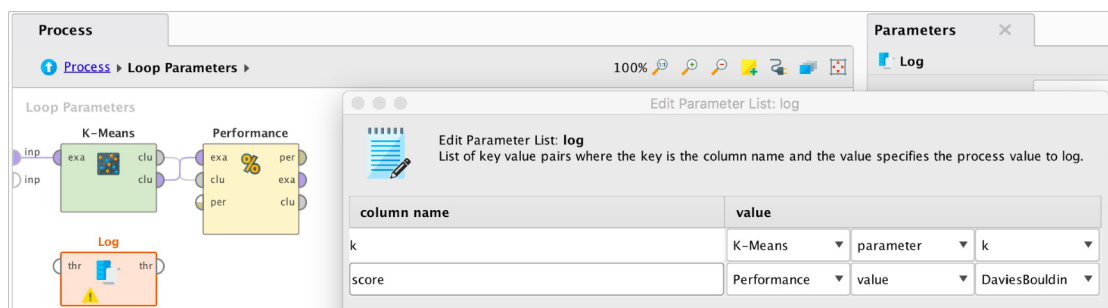 Process
Parameters
Process ▸ Loop Parameters ▸
100%
Log
Loop Parameters
K-Means
Performance
inp
exa
clu
exa
per
inp
clu
clu
exa
per
clu
Log
thr
thr
Edit Parameter List: log
Edit Parameter List: log
List of key value pairs where the key is the column name and the value specifies the process value to log.
column name
value
k
K-Means
parameter
k
score
Performance
value
DaviesBouldin